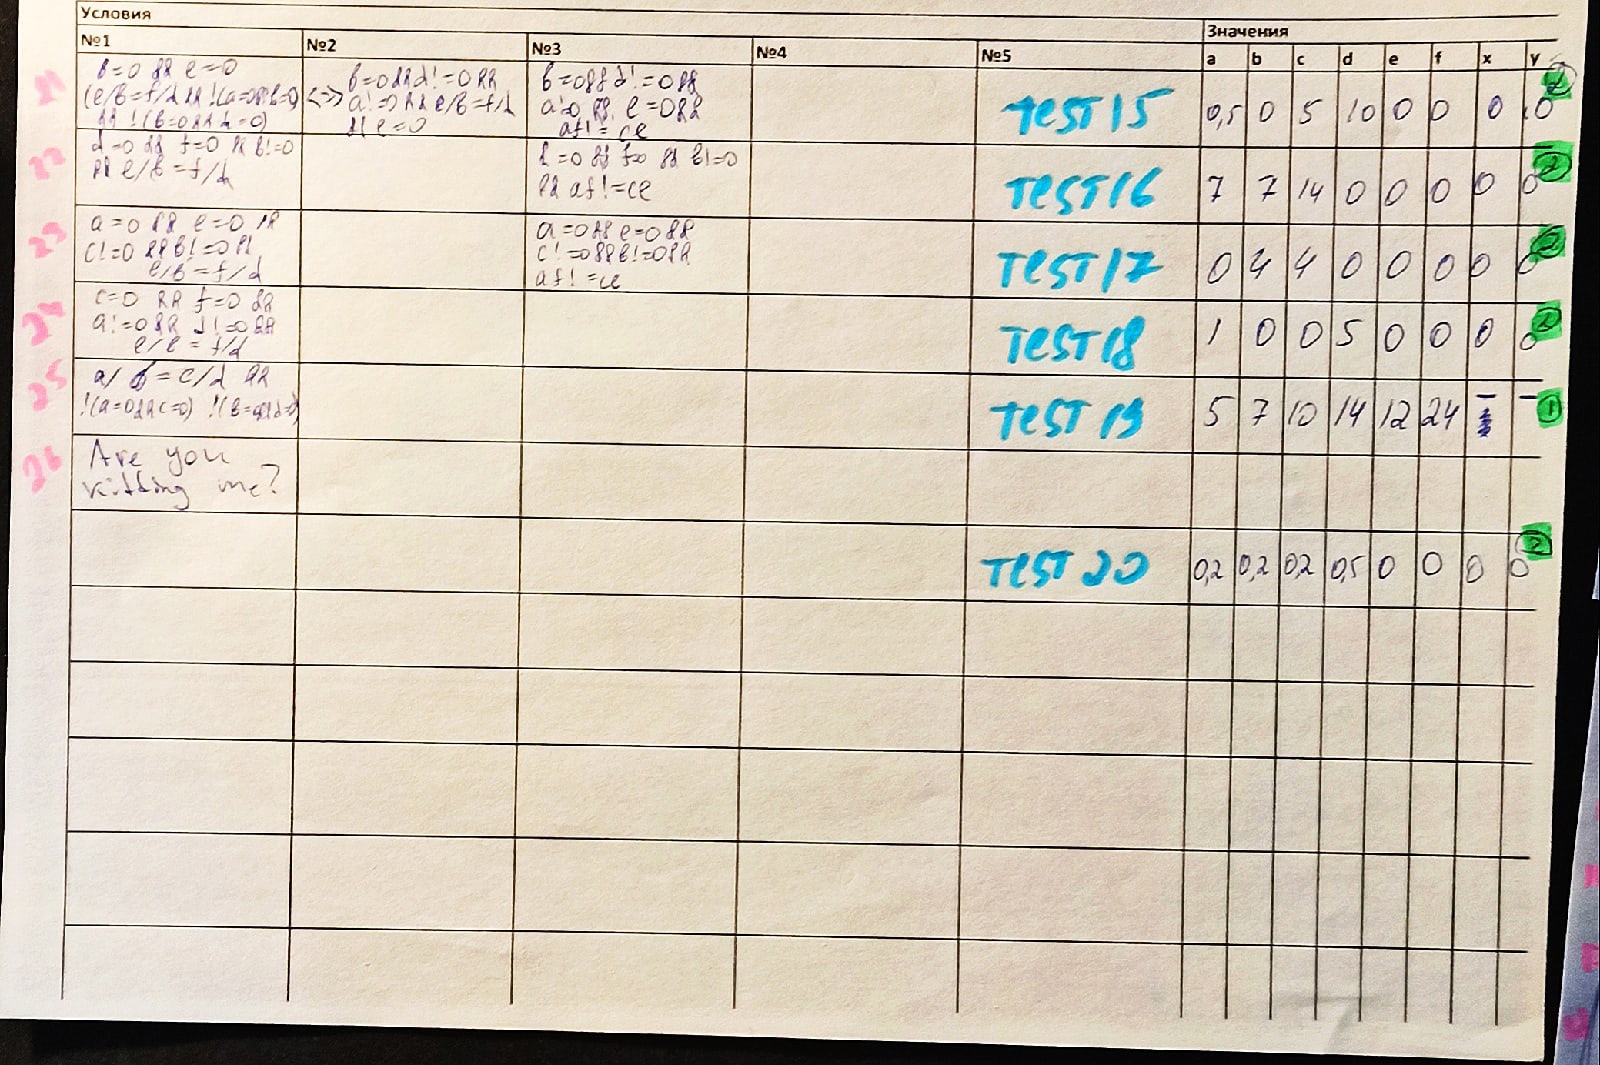 Условия
Значения
№1 №2 №3 №4 №5 a b c d e f x y
21
b=0 && e=0
(e/b=f/d && !(a=0&&b=0)
&& !(b=0&& d=0)
<=> b=0&&d!=0&&
a!=0 && e/b=f/d
&& e=0
b=0&& d!=0&&
a!=0 && e=0&&
af!=ce
TEST 15 0,5 0 5 10 0 0 0 0 2
22
d=0 && f=0 && b!=0
&& e/b=f/d
d=0 && f=0 && b!=0
&& af!=ce
TEST 16 7 7 14 0 0 0 0 0 2
23
a=0 && e=0 &&
c!=0 && b!=0 &&
e/b=f/d
a=0&& e=0&&
c!=0&& b!=0&&
af!=ce
TEST 17 0 4 4 0 0 0 0 0 2
24
c=0 && f=0 &&
a!=0 && d!=0 &&
e/b=f/d
TEST 18 1 0 0 5 0 0 0 0 2
25
a/b=c/d &&
!(a=0&&c=0) !(b=0&&d=0)
TEST 19 5 7 10 14 12 24 – – 1
26
Are you
kidding me?
TEST 20 0,2 0,2 0,2 0,5 0 0 0 0 2